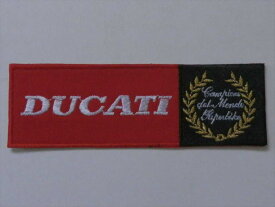 DUCATI
Campione
del Mondo
Superbike